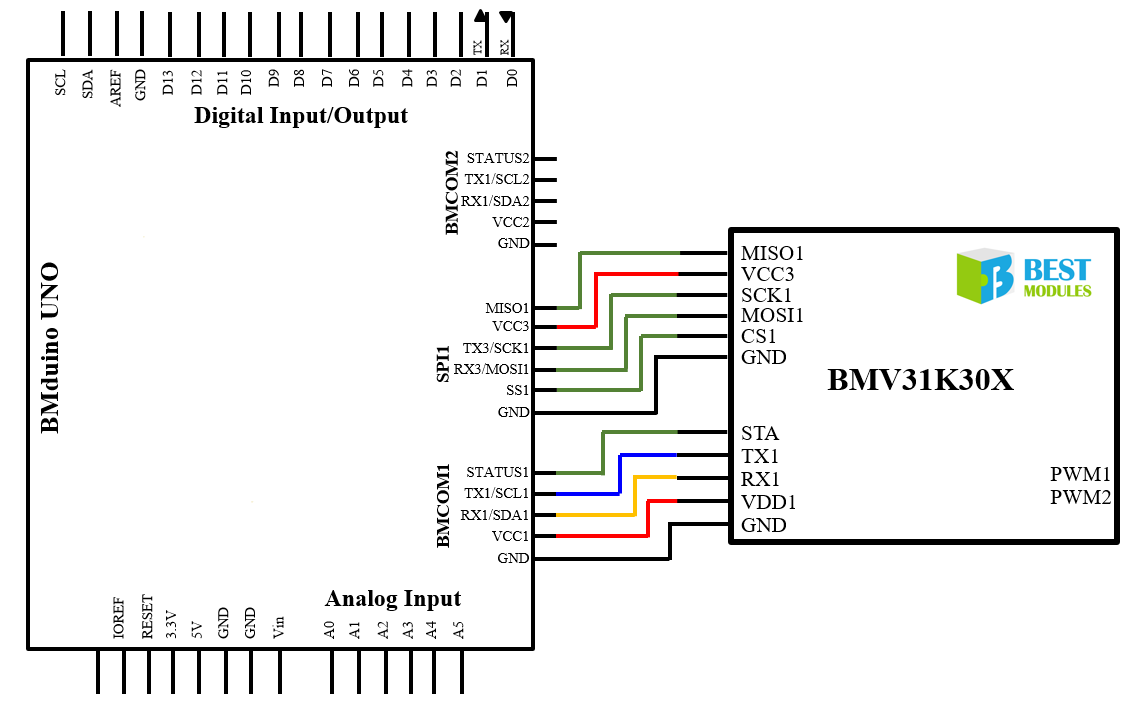 TX
RX
SCL
SDA
AREF
GND
D13
D12
D11
D10
D9
D8
D7
D6
D5
D4
D3
D2
D1
D0
Digital Input/Output
BMduino UNO
BMCOM2
STATUS2
TX1/SCL2
RX1/SDA2
VCC2
GND
SPI1
MISO1
VCC3
TX3/SCK1
RX3/MOSI1
SS1
GND
BMCOM1
STATUS1
TX1/SCL1
RX1/SDA1
VCC1
GND
Analog Input
IOREF
RESET
3.3V
5V
GND
GND
Vin
A0
A1
A2
A3
A4
A5
MISO1
VCC3
SCK1
MOSI1
CS1
GND
BEST
MODULES
BMV31K30X
STA
TX1
RX1
VDD1
GND
PWM1
PWM2